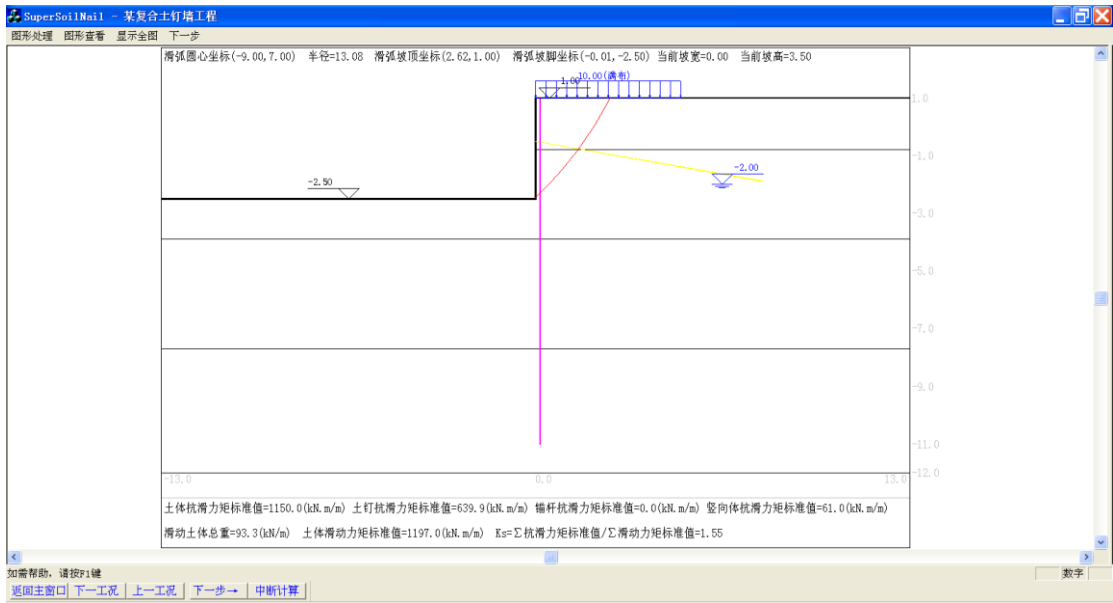 SuperSoilNail - 某复合土钉墙工程
图形处理 图形查看 显示全图 下一步
滑弧圆心坐标(-9.00,7.00) 半径=13.08 滑弧坡顶坐标(2.62,1.00) 滑弧坡脚坐标(-0.01,-2.50) 当前坡宽=0.00 当前坡高=3.50
10.00(满布)
1.00
1.0
-1.0
-2.00
-2.50
-3.0
-5.0
-7.0
-9.0
-11.0
-12.0
-13.0 0.0 13.0
土体抗滑力矩标准值=1150.0(kN.m/m) 土钉抗滑力矩标准值=639.9(kN.m/m) 锚杆抗滑力矩标准值=0.0(kN.m/m) 竖向体抗滑力矩标准值=61.0(kN.m/m)
滑动土体总重=93.3(kN/m) 土体滑动力矩标准值=1197.0(kN.m/m) Ks=Σ抗滑力矩标准值/Σ滑动力矩标准值=1.55
如需帮助, 请按F1键 数字
返回主窗口 下一工况 上一工况 下一步→ 中断计算